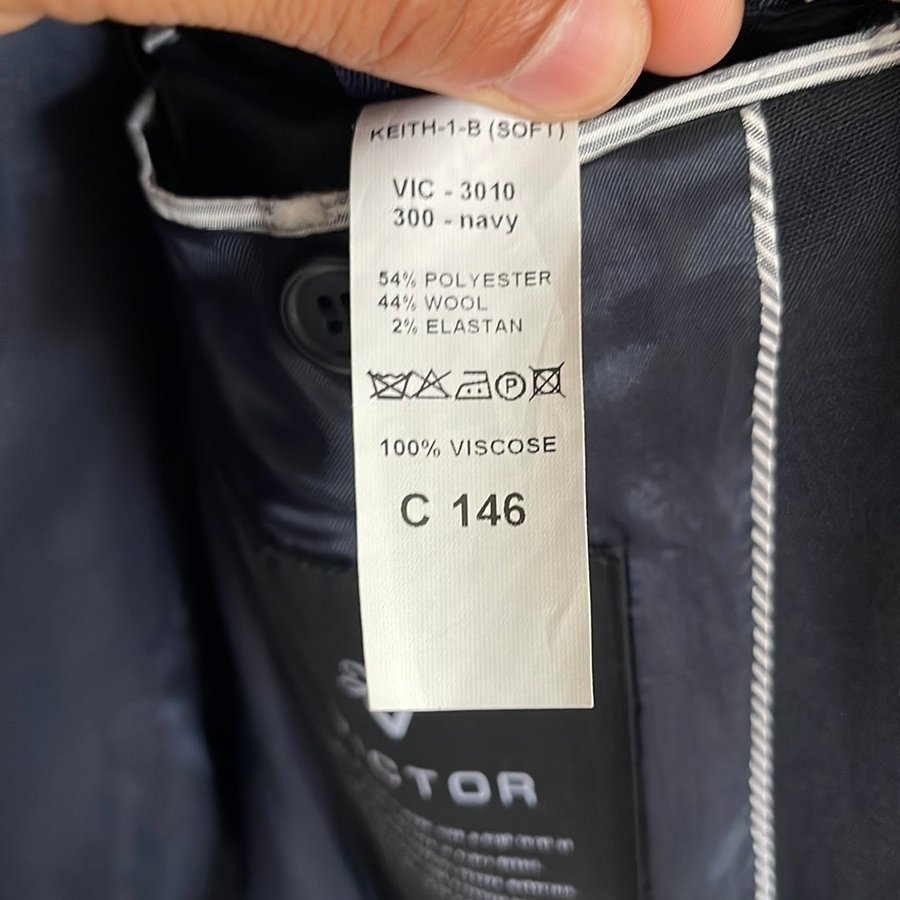 KEITH-1-B (SOFT)
VIC - 3010
300 - navy
54% POLYESTER
44% WOOL
2% ELASTAN
P
100% VISCOSE
C 146